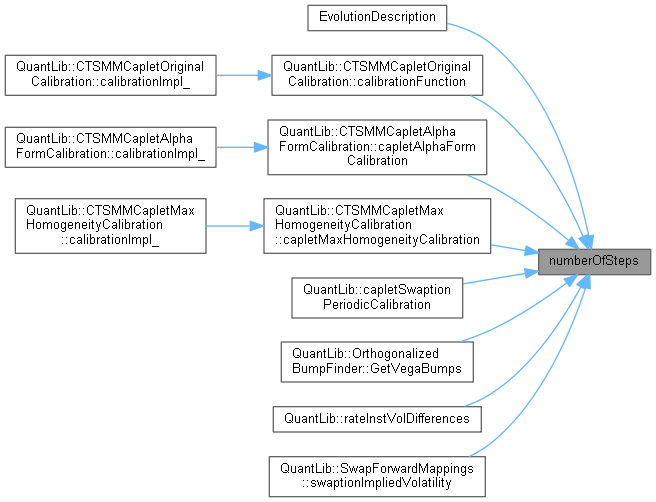 EvolutionDescription
QuantLib::CTSMMCapletOriginal
Calibration::calibrationImpl_
QuantLib::CTSMMCapletOriginal
Calibration::calibrationFunction
QuantLib::CTSMMCapletAlpha
FormCalibration::calibrationImpl_
QuantLib::CTSMMCapletAlpha
FormCalibration::capletAlphaForm
Calibration
QuantLib::CTSMMCapletMax
HomogeneityCalibration
::calibrationImpl_
QuantLib::CTSMMCapletMax
HomogeneityCalibration
::capletMaxHomogeneityCalibration
numberOfSteps
QuantLib::capletSwaption
PeriodicCalibration
QuantLib::Orthogonalized
BumpFinder::GetVegaBumps
QuantLib::rateInstVolDifferences
QuantLib::SwapForwardMappings
::swaptionImpliedVolatility